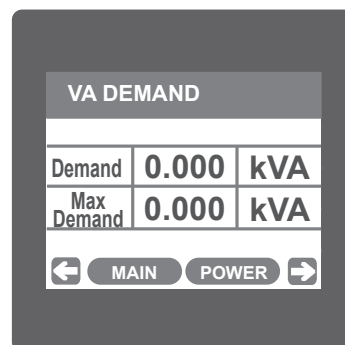 VA DEMAND
Demand 0.000 kVA
Max Demand 0.000 kVA
MAIN POWER